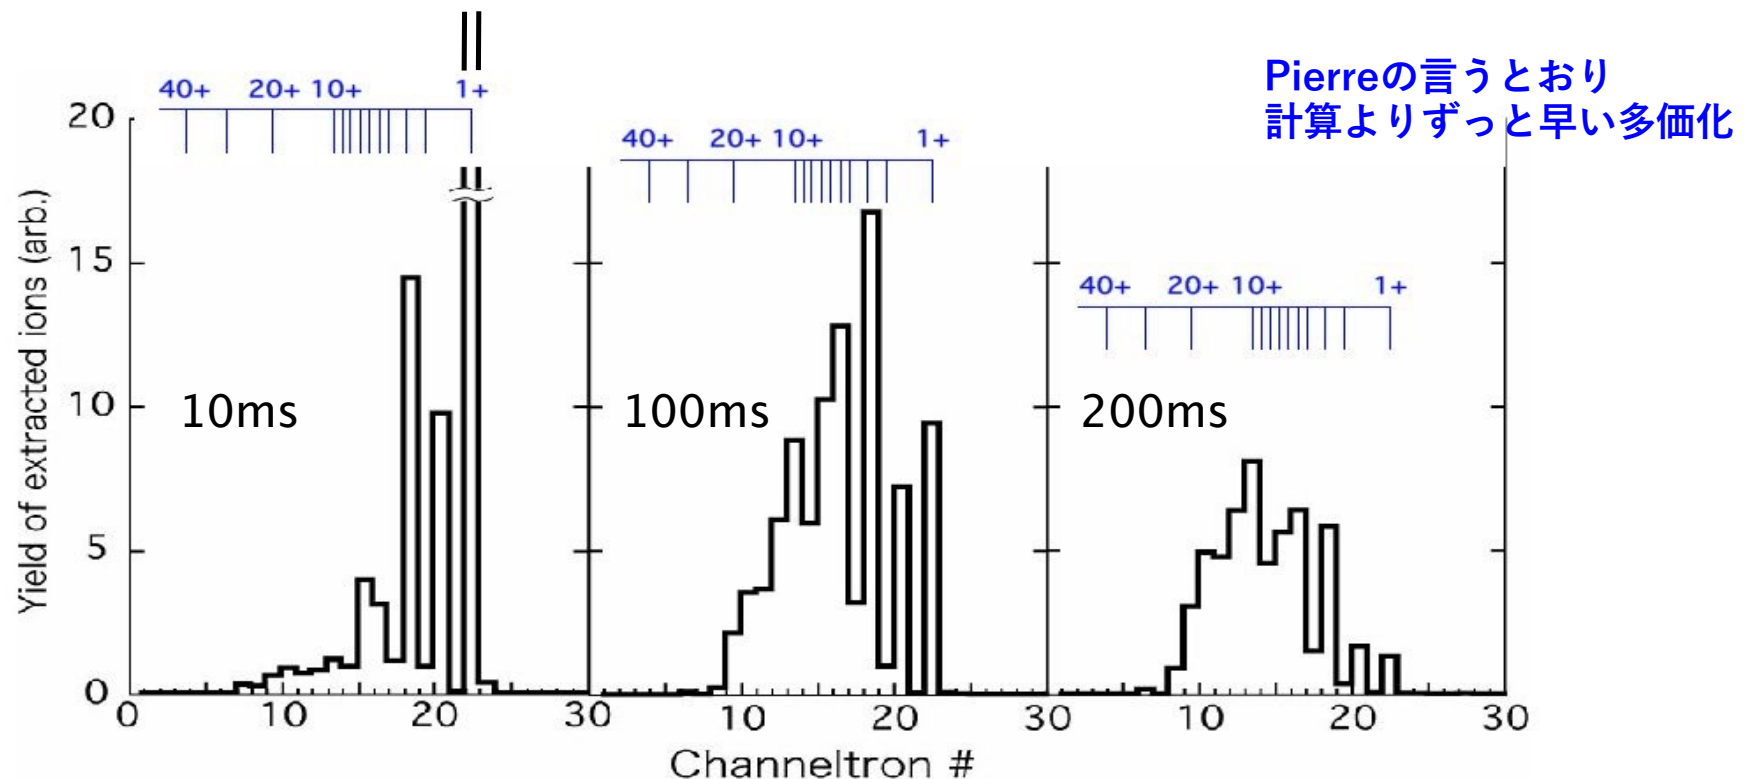 Pierreの言うとおり
計算よりずっと早い多価化
40+ 20+ 10+ 1+
40+ 20+ 10+ 1+
40+ 20+ 10+ 1+
20
15
10
5
0
Yield of extracted ions (arb.)
10ms
100ms
200ms
0 10 20 30 10 20 30 10 20 30
Channeltron #